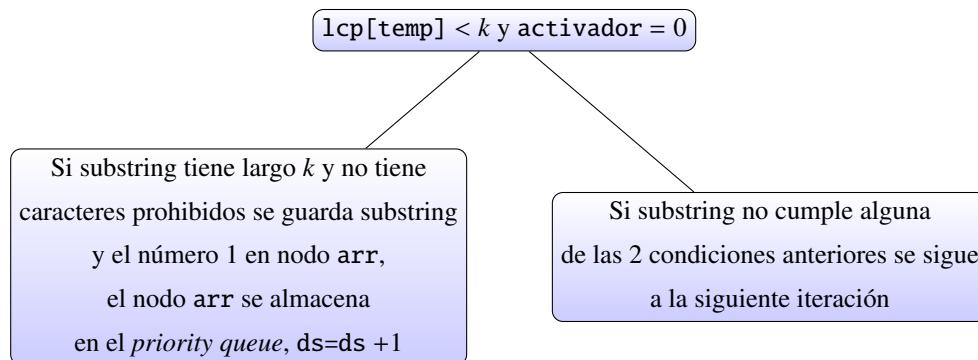 lcp[temp] < k y activador = 0
Si substring tiene largo k y no tiene
caracteres prohibidos se guarda substring
y el número 1 en nodo arr,
el nodo arr se almacena
en el priority queue, ds=ds +1
Si substring no cumple alguna
de las 2 condiciones anteriores se sigue
a la siguiente iteración